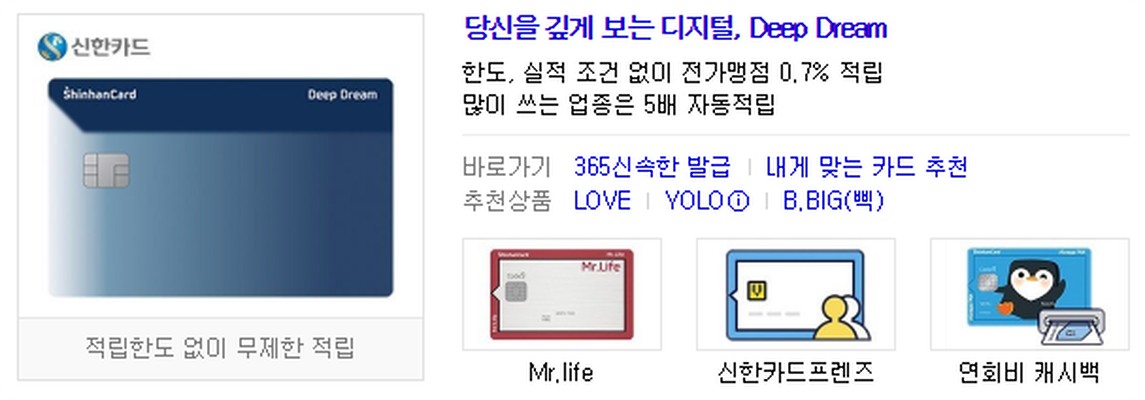 신한카드
ShinhanCard
Deep Dream
적립한도 없이 무제한 적립
당신을 깊게 보는 디지털, Deep Dream
한도, 실적 조건 없이 전가맹점 0.7% 적립
많이 쓰는 업종은 5배 자동적립
바로가기 365신속한 발급 | 내게 맞는 카드 추천
추천상품 LOVE | YOLOⓘ | B.BIG(삑)
Mr.Life
Mr.life
신한카드프렌즈
연회비 캐시백